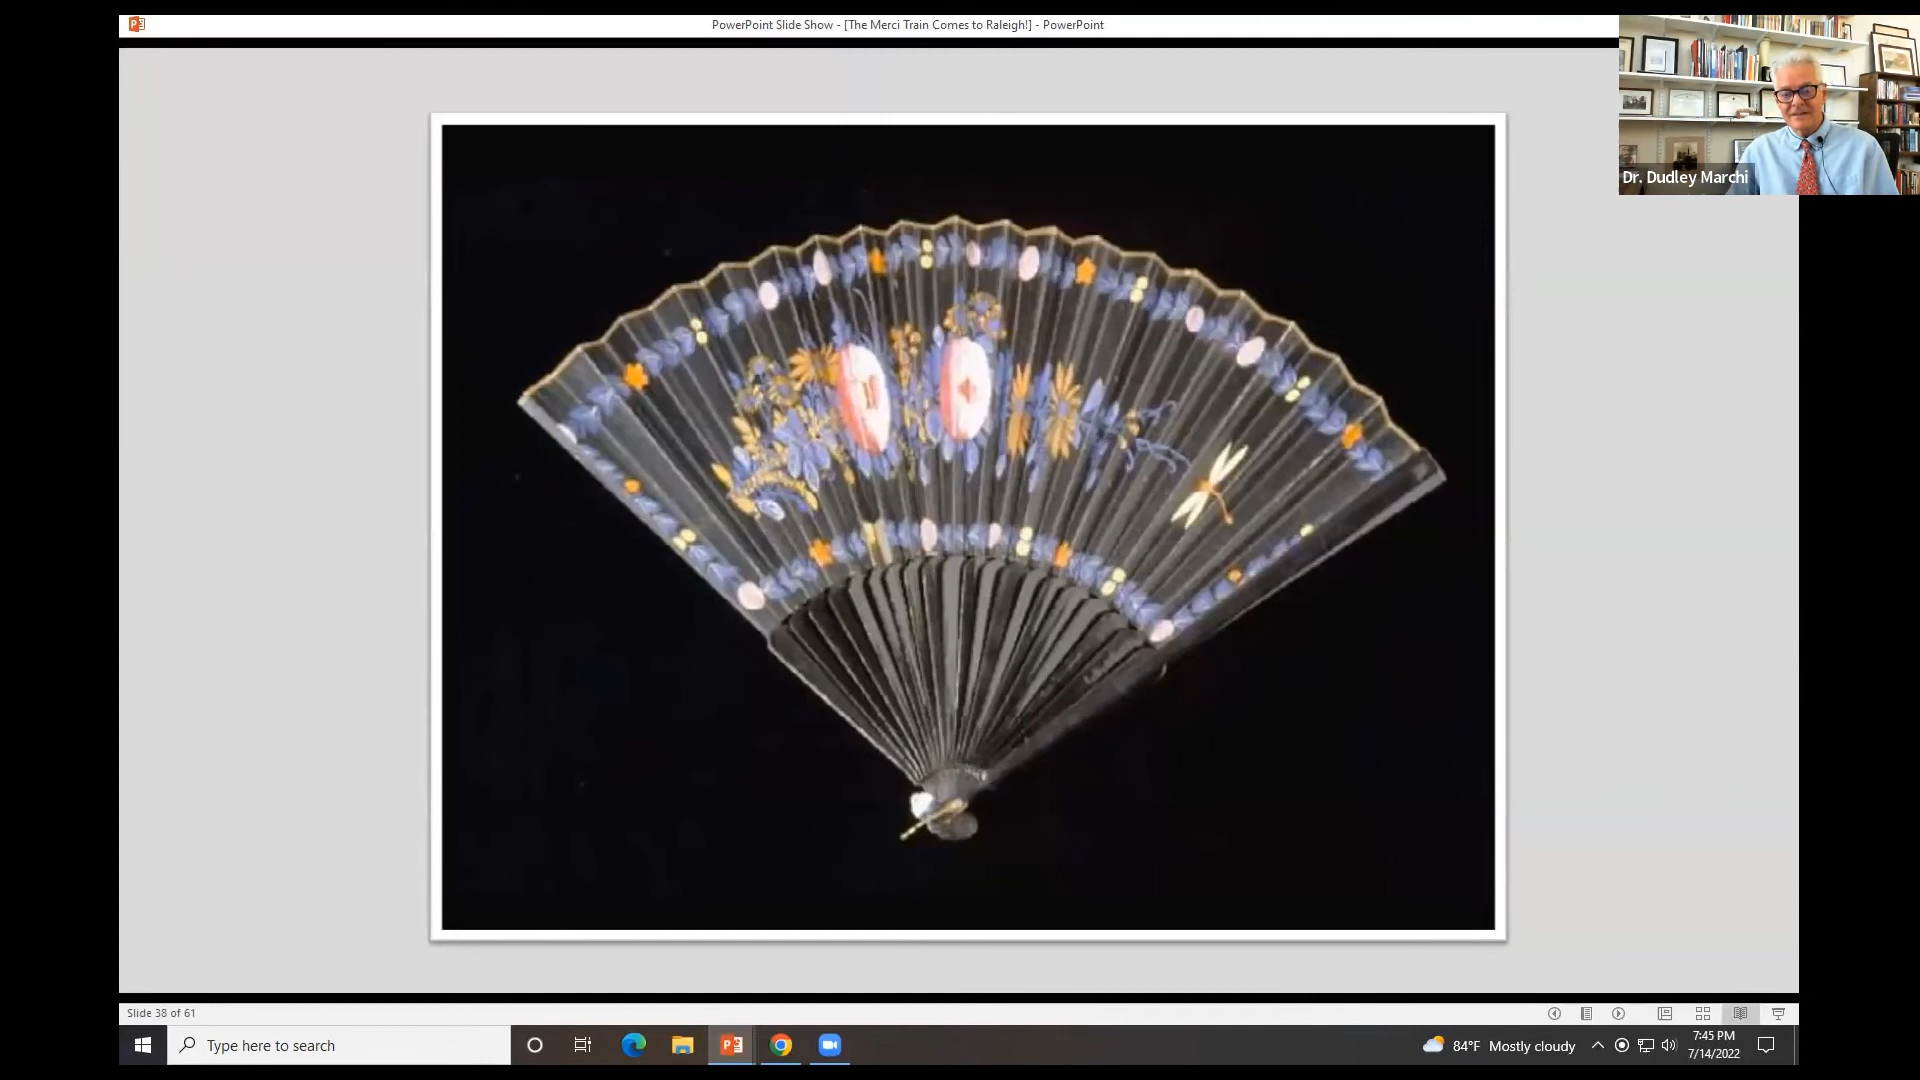 PowerPoint Slide Show - [The Merci Train Comes to Raleigh!] - PowerPoint
Dr. Dudley Marchi
Slide 38 of 61
Type here to search
84°F Mostly cloudy
7:45 PM
7/14/2022